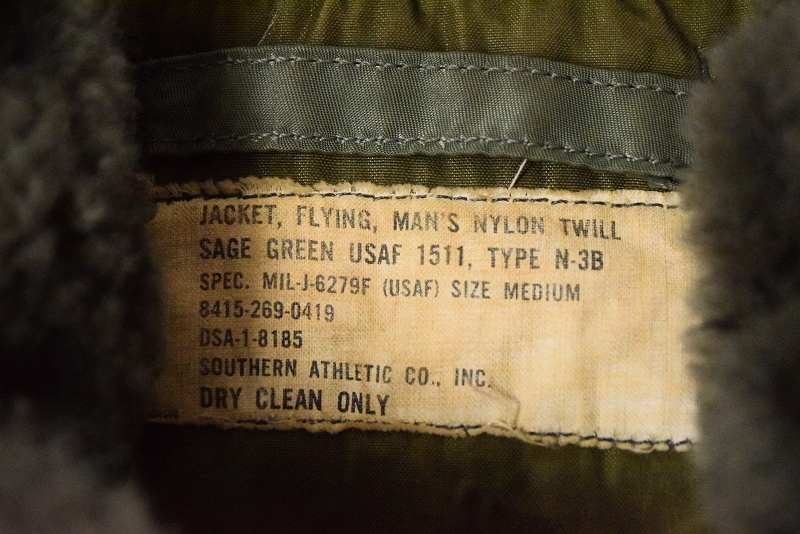 JACKET, FLYING, MAN'S NYLON TWILL
SAGE GREEN USAF 1511, TYPE N-3B
SPEC. MIL-J-6279F (USAF) SIZE MEDIUM
8415-269-0419
DSA-1-8185
SOUTHERN ATHLETIC CO., INC.
DRY CLEAN ONLY